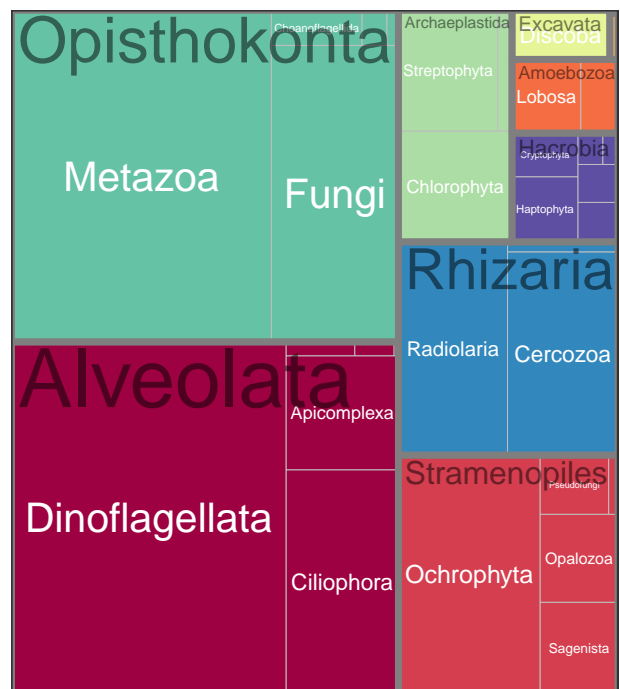 Opisthokonta
Choanoflagellida
Metazoa
Fungi
Archaeplastida
Streptophyta
Chlorophyta
Excavata
Discoba
Amoebozoa
Lobosa
Hacrobia
Cryptophyta
Haptophyta
Rhizaria
Radiolaria
Cercozoa
Alveolata
Apicomplexa
Dinoflagellata
Ciliophora
Stramenopiles
Pseudofungi
Ochrophyta
Opalozoa
Sagenista